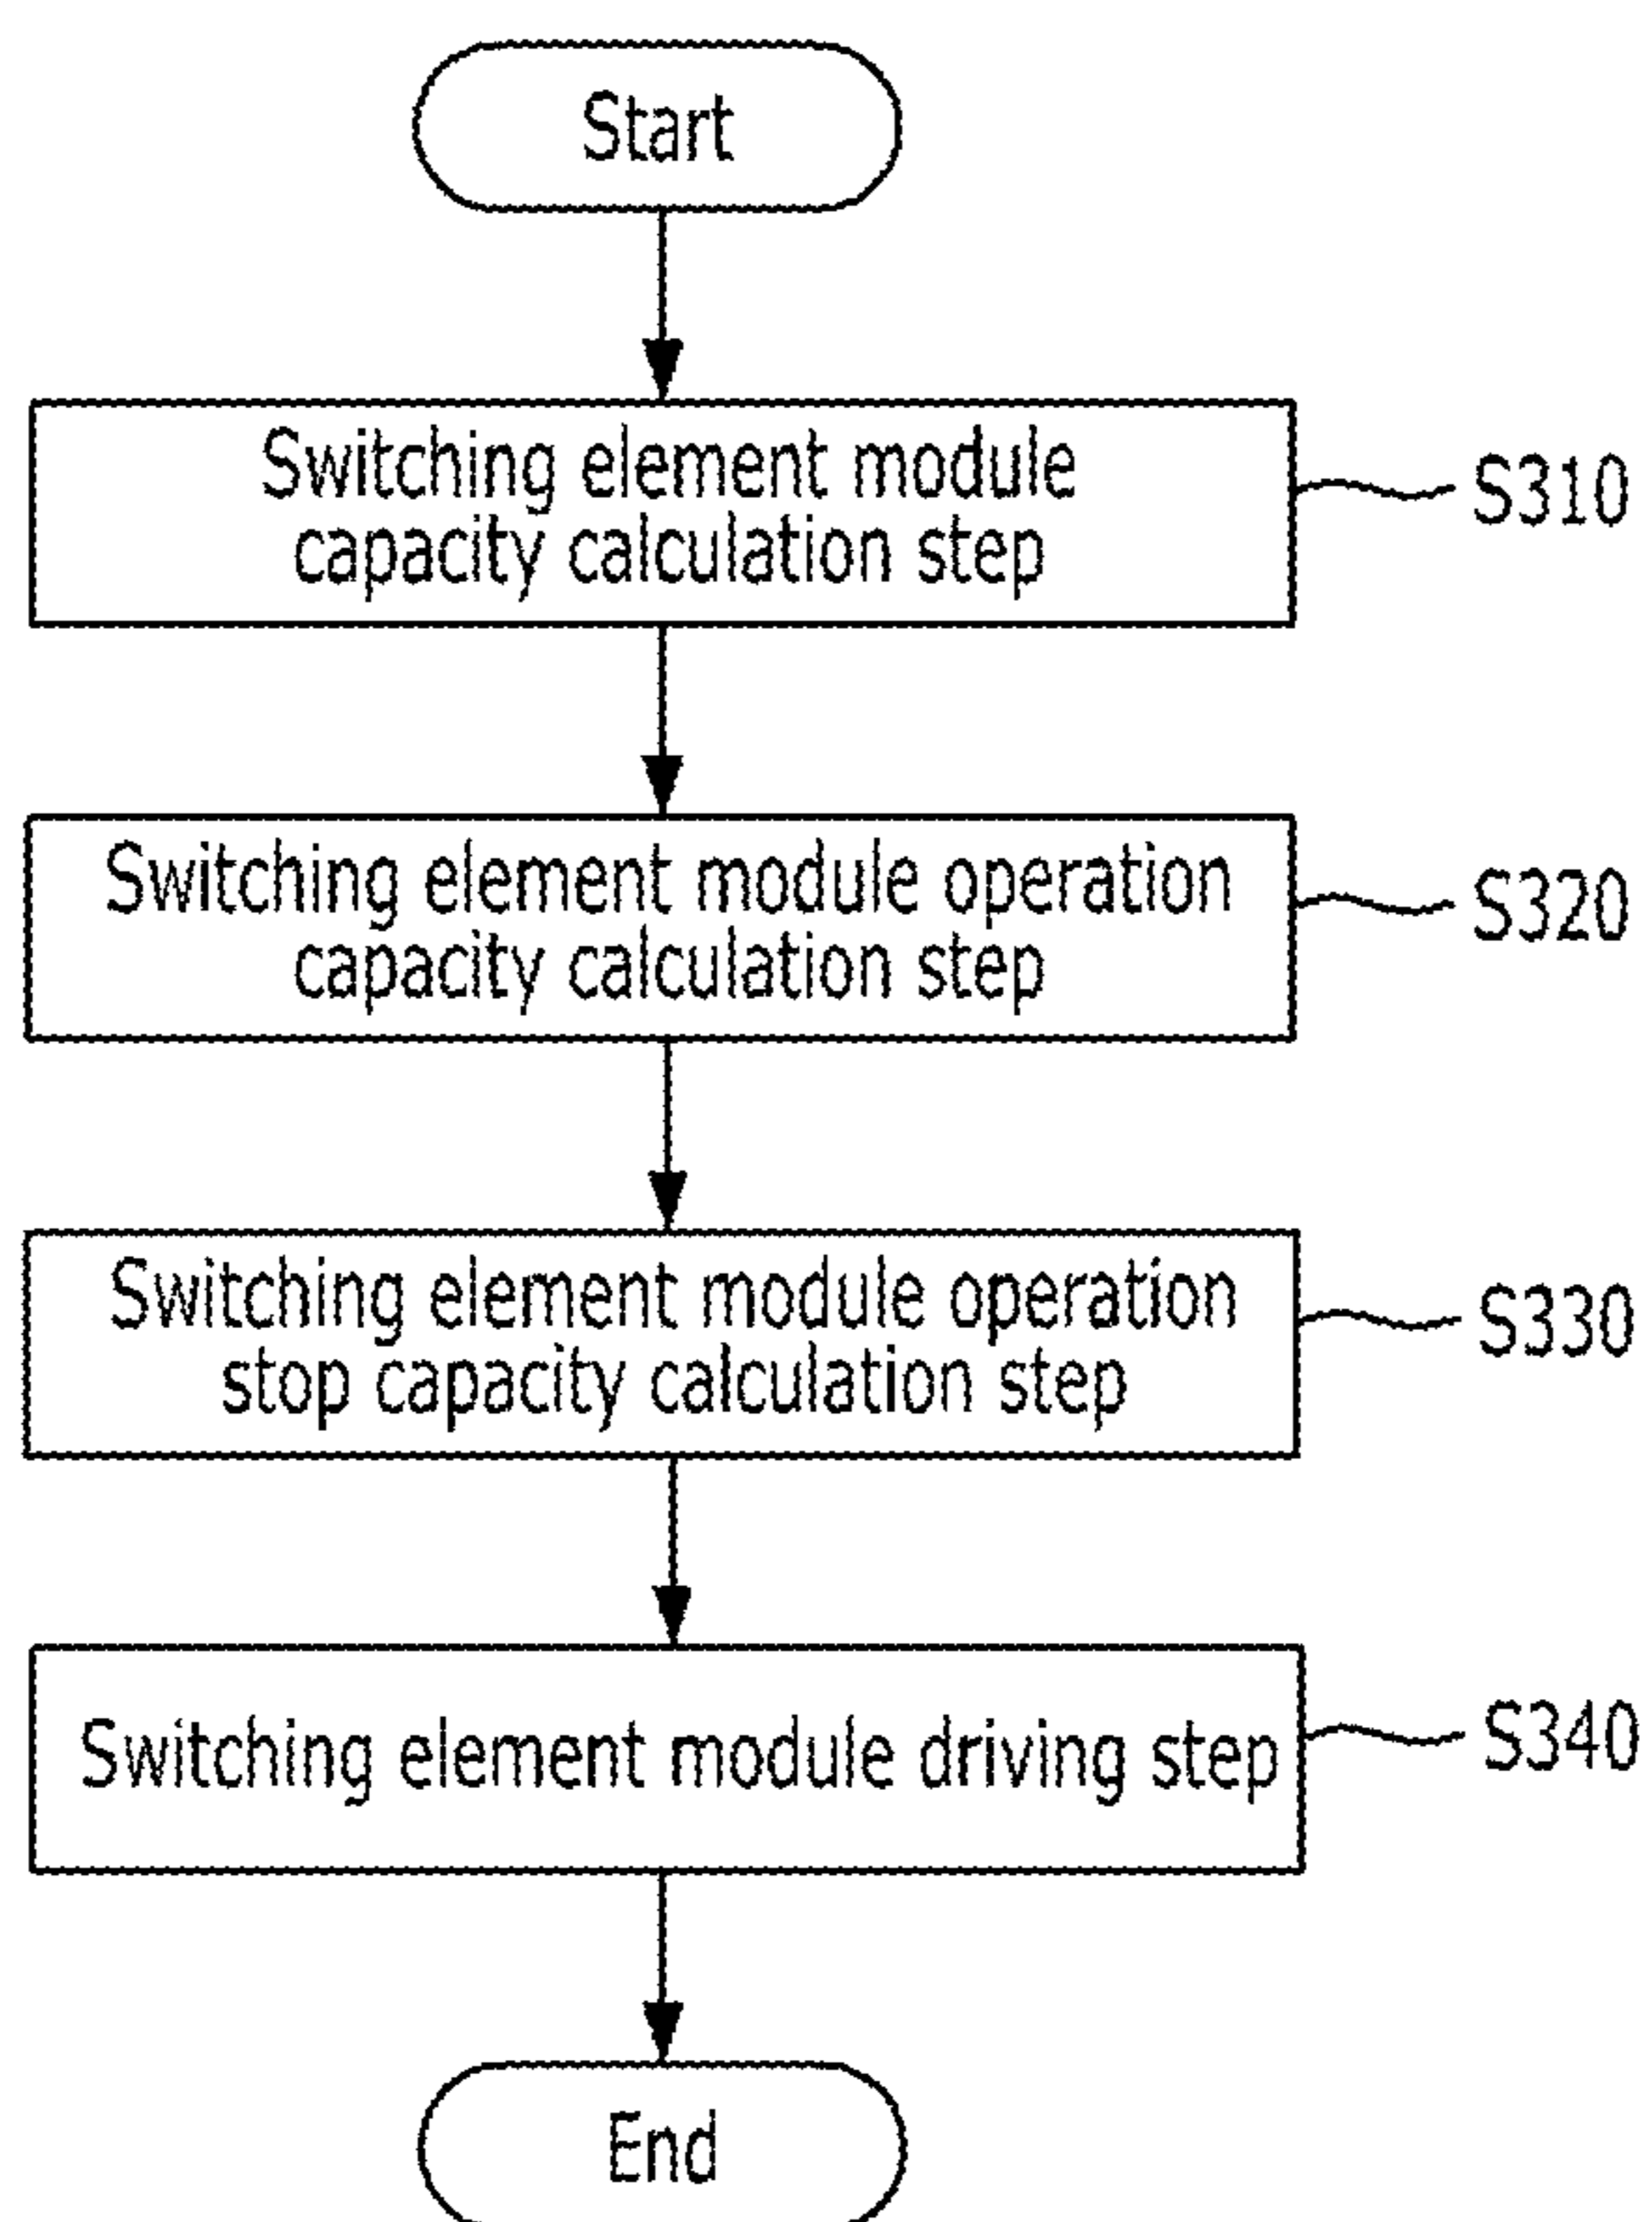 Start
Switching element module
capacity calculation step
S310
Switching element module operation
capacity calculation step
S320
Switching element module operation
stop capacity calculation step
S330
Switching element module driving step
S340
End